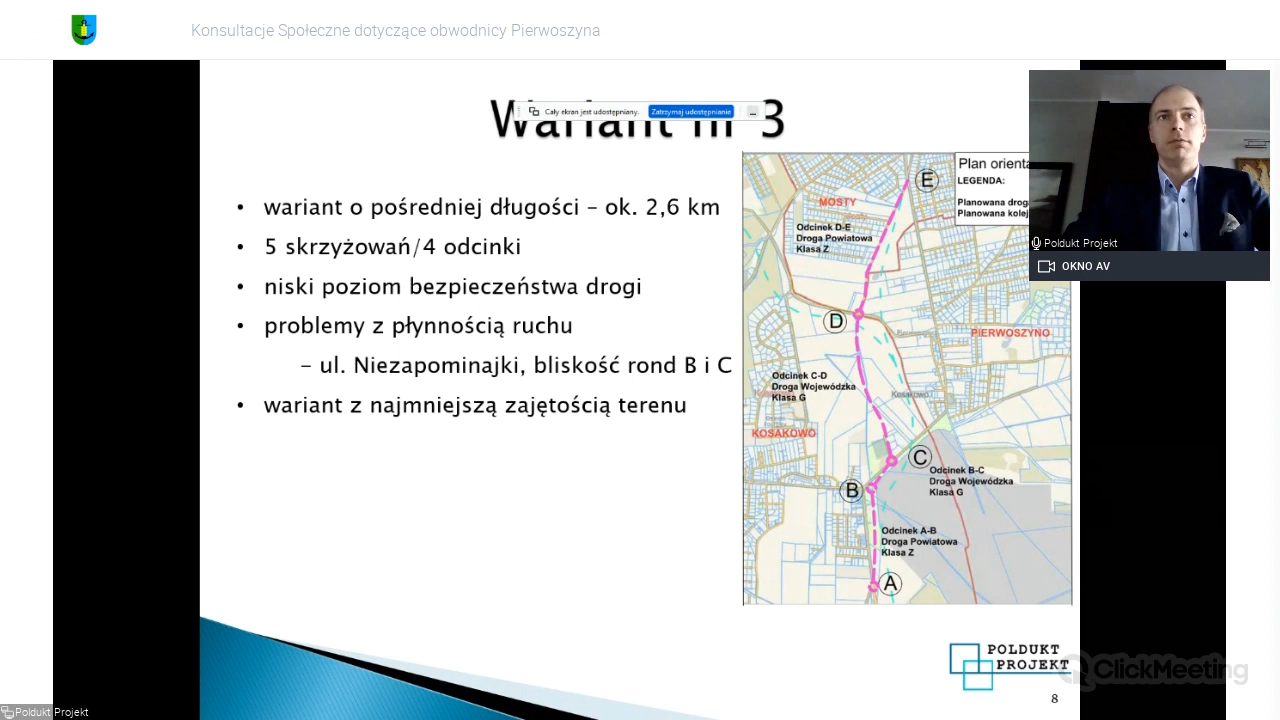 Konsultacje Społeczne dotyczące obwodnicy Pierwoszyna
Cały ekran jest udostępniany.
Zatrzymaj udostępnianie
Wariant nr 3
• wariant o pośredniej długości – ok. 2,6 km
• 5 skrzyżowań/4 odcinki
• niski poziom bezpieczeństwa drogi
• problemy z płynnością ruchu
– ul. Niezapominajki, bliskość rond B i C
• wariant z najmniejszą zajętością terenu
Plan orienta
LEGENDA:
Planowana drog
Planowana kolej
E
MOSTY
Odcinek D-E
Droga Powiatowa
Klasa Z
D
PIERWOSZYNO
Odcinek C-D
Droga Wojewódzka
Klasa G
Kosakowo
KOSAKOWO
C
Odcinek B-C
Droga Wojewódzka
Klasa G
B
Odcinek A-B
Droga Powiatowa
Klasa Z
A
Poldukt Projekt
OKNO AV
POLDUKT
PROJEKT
ClickMeeting
8
Poldukt Projekt